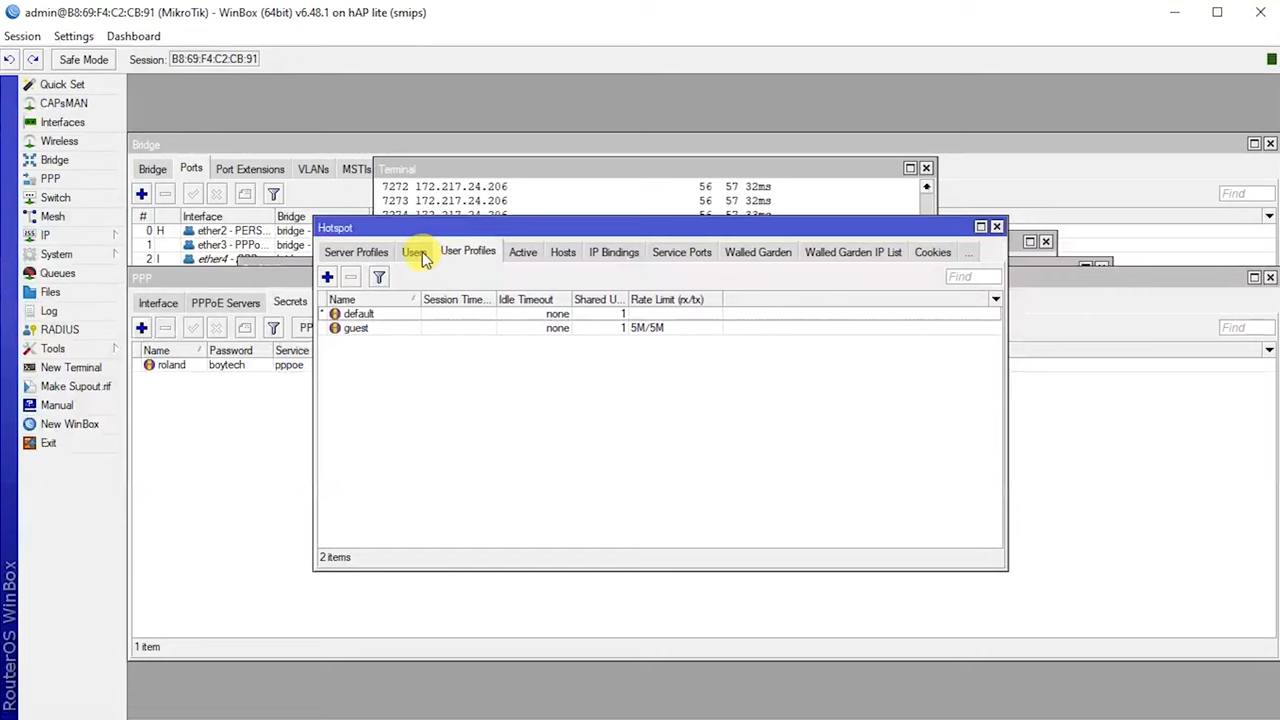 admin@B8:69:F4:C2:CB:91 (MikroTik) - WinBox (64bit) v6.48.1 on hAP lite (smips)
Session Settings Dashboard
Safe Mode Session: B8:69:F4:C2:CB:91
Quick Set
CAPsMAN
Interfaces
Wireless
Bridge
PPP
Switch
Mesh
IP
System
Queues
Files
Log
RADIUS
Tools
New Terminal
Make Supout.rif
Manual
New WinBox
Exit
RouterOS WinBox
Bridge
Bridge Ports Port Extensions VLANs MSTIs
Find
# Interface Bridge
0 H ether2 - PERS... bridge -
1 ether3 - PPPo... bridge -
2 I ether4 - bridge -
Terminal
7272 172.217.24.206 56 57 32ms
7273 172.217.24.206 56 57 32ms
Hotspot
Server Profiles Users User Profiles Active Hosts IP Bindings Service Ports Walled Garden Walled Garden IP List Cookies ...
Find
Name Session Time... Idle Timeout Shared U... Rate Limit (rx/tx)
* default none 1
guest none 1 5M/5M
2 items
PPP
Interface PPPoE Servers Secrets
PP
Find
Name Password Service
roland boytech pppoe
1 item